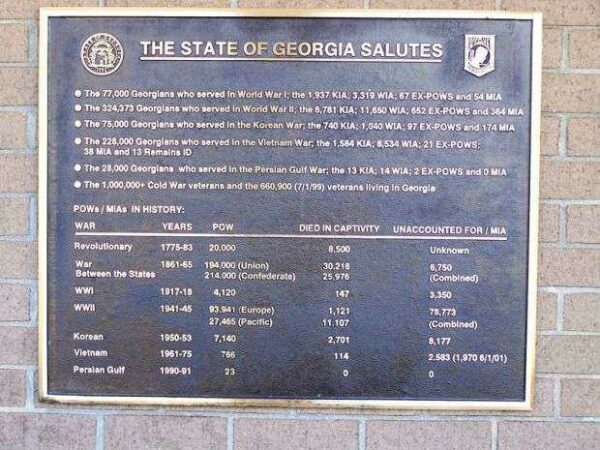 THE STATE OF GEORGIA SALUTES
● The 77,000 Georgians who served in World War I; the 1,937 KIA; 3,319 WIA; 67 EX-POWS and 54 MIA
● The 324,373 Georgians who served in World War II; the 6,781 KIA; 11,650 WIA; 652 EX-POWS and 364 MIA
● The 75,000 Georgians who served in the Korean War; the 740 KIA; 1,040 WIA; 97 EX-POWS and 174 MIA
● The 228,000 Georgians who served in the Vietnam War; the 1,584 KIA; 8,534 WIA; 21 EX-POWS;
38 MIA and 13 Remains ID
● The 28,000 Georgians who served in the Persian Gulf War; the 13 KIA; 14 WIA; 2 EX-POWS and 0 MIA
● The 1,000,000+ Cold War veterans and the 660,900 (7/1/99) veterans living in Georgia
POWs / MIAs IN HISTORY:
WAR YEARS POW DIED IN CAPTIVITY UNACCOUNTED FOR / MIA
Revolutionary 1775-83 20,000 8,500 Unknown
War 1861-65 194,000 (Union) 30,218 6,750
Between the States 214,000 (Confederate) 25,976 (Combined)
WWI 1917-18 4,120 147 3,350
WWII 1941-45 93,941 (Europe) 1,121 78,773
27,465 (Pacific) 11,107 (Combined)
Korean 1950-53 7,140 2,701 8,177
Vietnam 1961-75 766 114 2,583 (1,970 6/1/01)
Persian Gulf 1990-91 23 0 0